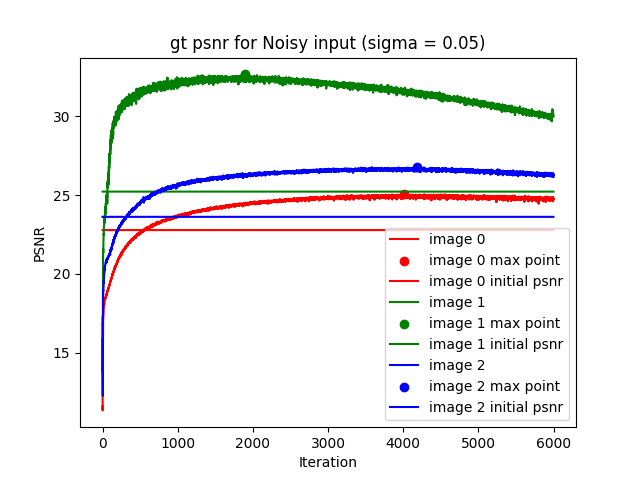 gt psnr for Noisy input (sigma = 0.05)
PSNR
30
25
20
15
image 0
image 0 max point
image 0 initial psnr
image 1
image 1 max point
image 1 initial psnr
image 2
image 2 max point
image 2 initial psnr
0 1000 2000 3000 4000 5000 6000
Iteration